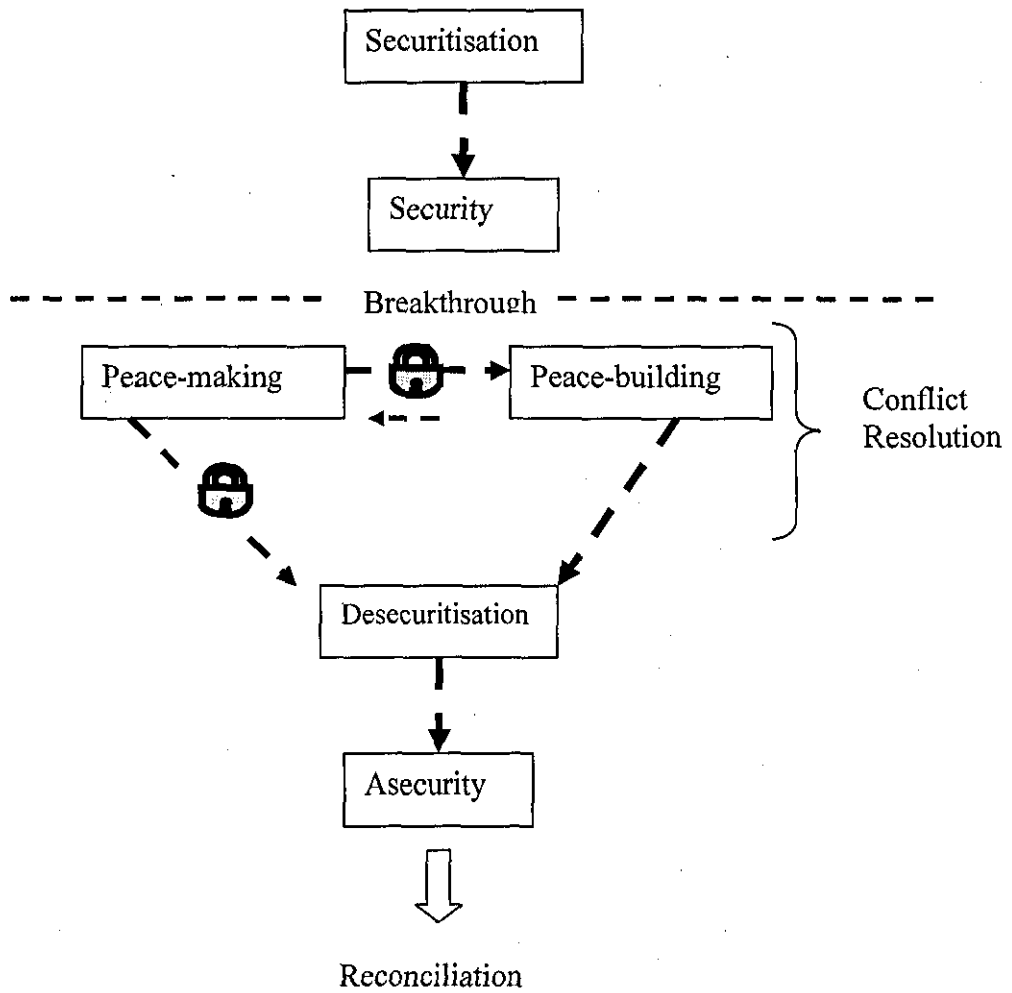 Securitisation
Security
Breakthrough
Peace-making
Peace-building
Conflict
Resolution
Desecuritisation
Asecurity
Reconciliation